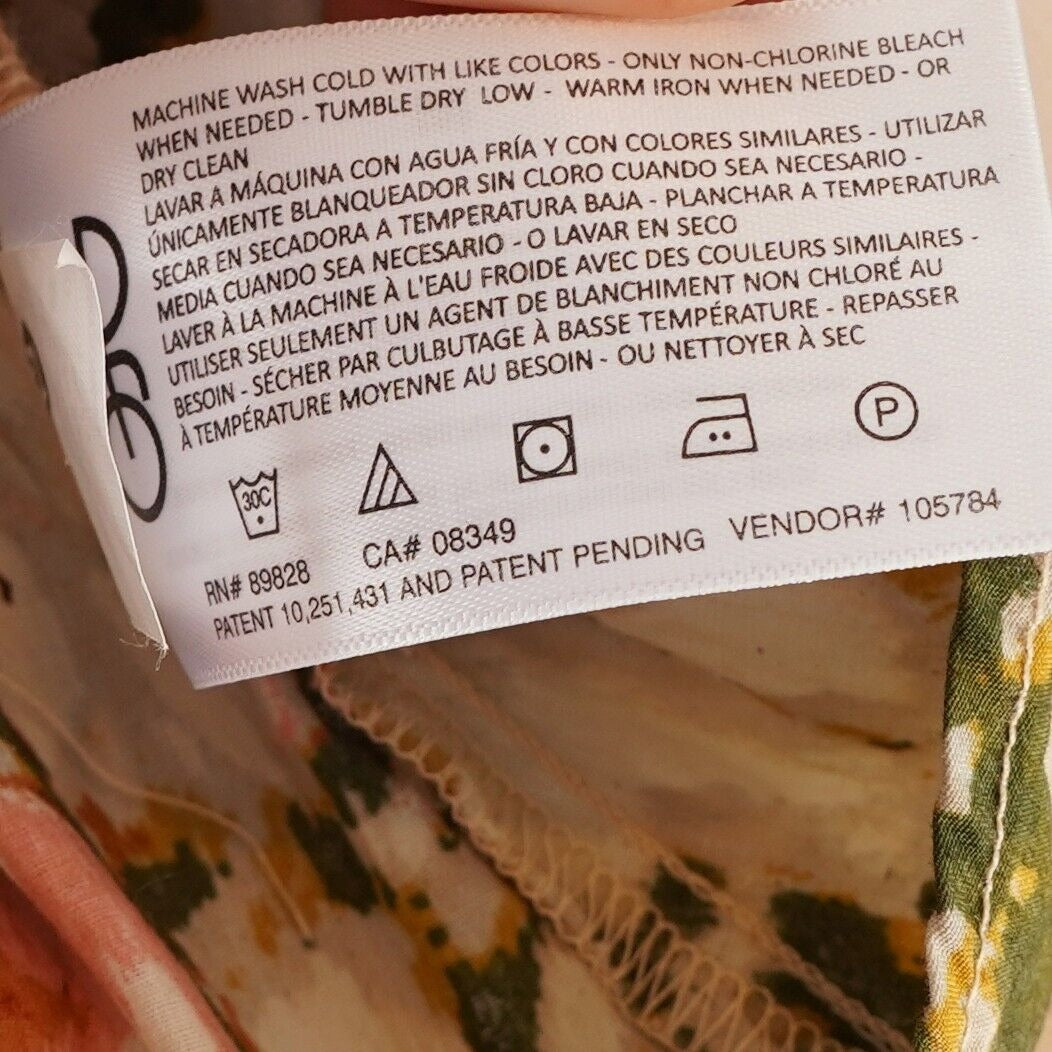 MACHINE WASH COLD WITH LIKE COLORS - ONLY NON-CHLORINE BLEACH
WHEN NEEDED - TUMBLE DRY LOW - WARM IRON WHEN NEEDED - OR
DRY CLEAN
LAVAR A MÁQUINA CON AGUA FRÍA Y CON COLORES SIMILARES - UTILIZAR
ÚNICAMENTE BLANQUEADOR SIN CLORO CUANDO SEA NECESARIO -
SECAR EN SECADORA A TEMPERATURA BAJA - PLANCHAR A TEMPERATURA
MEDIA CUANDO SEA NECESARIO - O LAVAR EN SECO
LAVER À LA MACHINE À L'EAU FROIDE AVEC DES COULEURS SIMILAIRES -
UTILISER SEULEMENT UN AGENT DE BLANCHIMENT NON CHLORÉ AU
BESOIN - SÉCHER PAR CULBUTAGE À BASSE TEMPÉRATURE - REPASSER
À TEMPÉRATURE MOYENNE AU BESOIN - OU NETTOYER À SEC
30C P
RN# 89828 CA# 08349 VENDOR# 105784
PATENT 10,251,431 AND PATENT PENDING